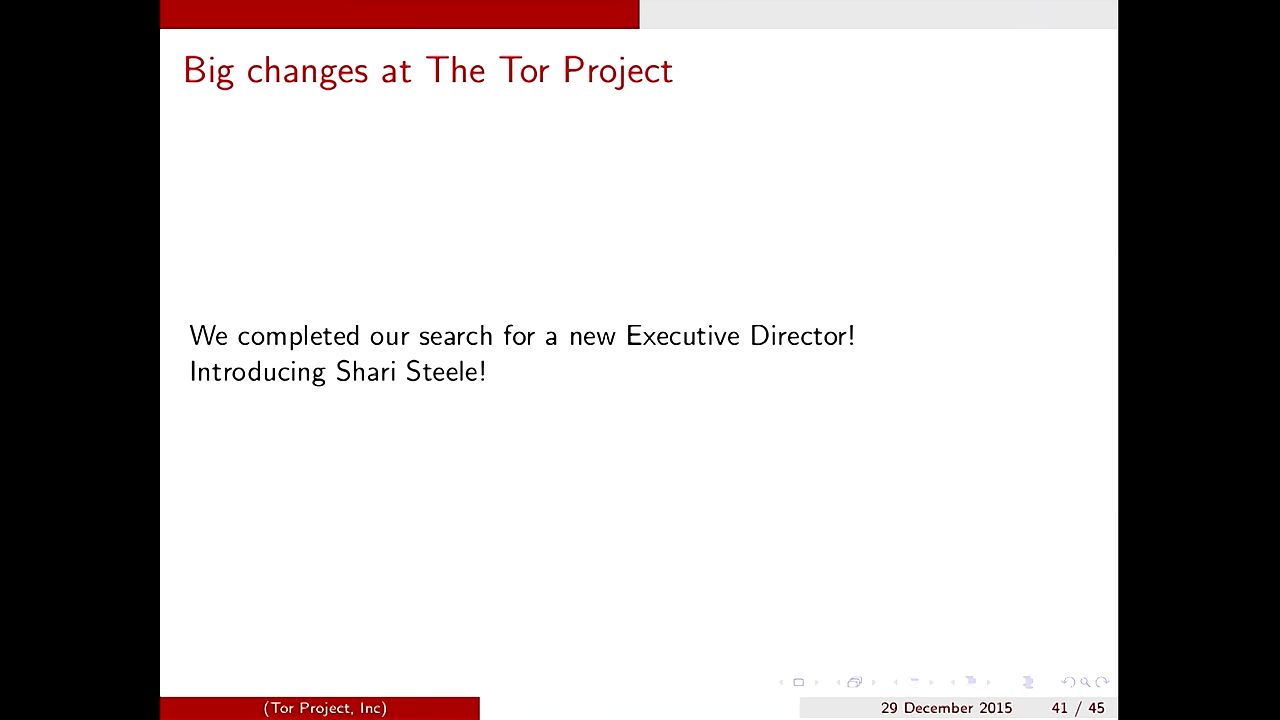 Big changes at The Tor Project
We completed our search for a new Executive Director!
Introducing Shari Steele!
(Tor Project, Inc)
29 December 2015
41 / 45